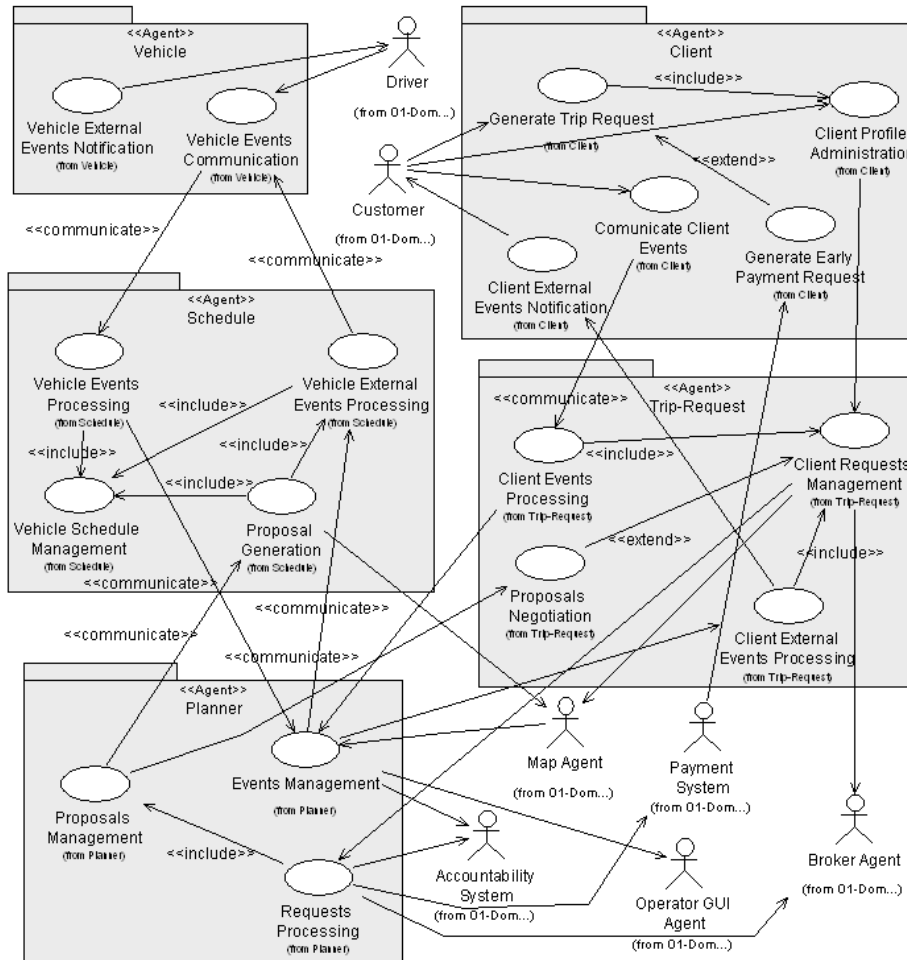 <<Agent>>
Vehicle
Vehicle External
Events Notification
(from Vehicle)
Vehicle Events
Communication
(from Vehicle)
Driver
(from 01-Dom...)
Customer
(from 01-Dom...)
<<Agent>>
Client
<<include>>
Generate Trip Request
(from Client)
Client Profile
Administration
(from Client)
<<extend>>
Comunicate Client
Events
(from Client)
Generate Early
Payment Request
(from Client)
Client External
Events Notification
(from Client)
<<communicate>>
<<communicate>>
<<Agent>>
Schedule
Vehicle Events
Processing
(from Schedule)
Vehicle External
Events Processing
(from Schedule)
<<include>>
<<include>>
<<include>>
<<include>>
Vehicle Schedule
Management
(from Schedule)
Proposal
Generation
(from Schedule)
<<communicate>>
<<communicate>>
<<communicate>>
<<communicate>>
<<Agent>>
Trip-Request
<<communicate>>
<<include>>
Client Events
Processing
(from Trip-Request)
Client Requests
Management
(from Trip-Request)
<<extend>>
<<include>>
Proposals
Negotiation
(from Trip-Request)
Client External
Events Processing
(from Trip-Request)
<<Agent>>
Planner
Events Management
(from Planner)
Proposals
Management
(from Planner)
<<include>>
Requests
Processing
(from Planner)
Map Agent
(from 01-Dom...)
Payment
System
(from 01-Dom...)
Accountability
System
(from 01-Dom...)
Operator GUI
Agent
(from 01-Dom...)
Broker Agent
(from 01-Dom...)